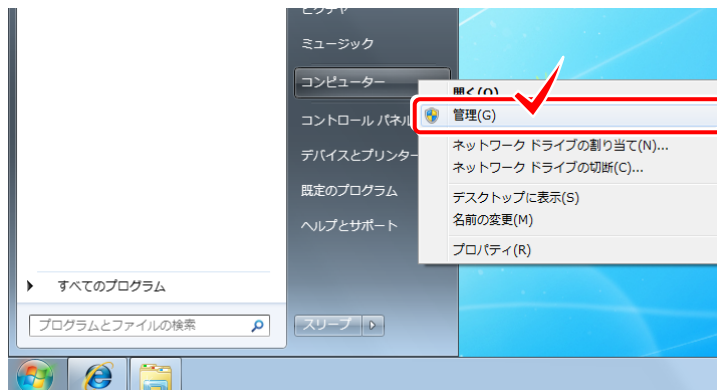 ピクチャ
ミュージック
コンピューター
コントロール パネル
デバイスとプリンター
既定のプログラム
ヘルプとサポート
すべてのプログラム
プログラムとファイルの検索
スリープ
開く(O)
管理(G)
ネットワーク ドライブの割り当て(N)...
ネットワーク ドライブの切断(C)...
デスクトップに表示(S)
名前の変更(M)
プロパティ(R)